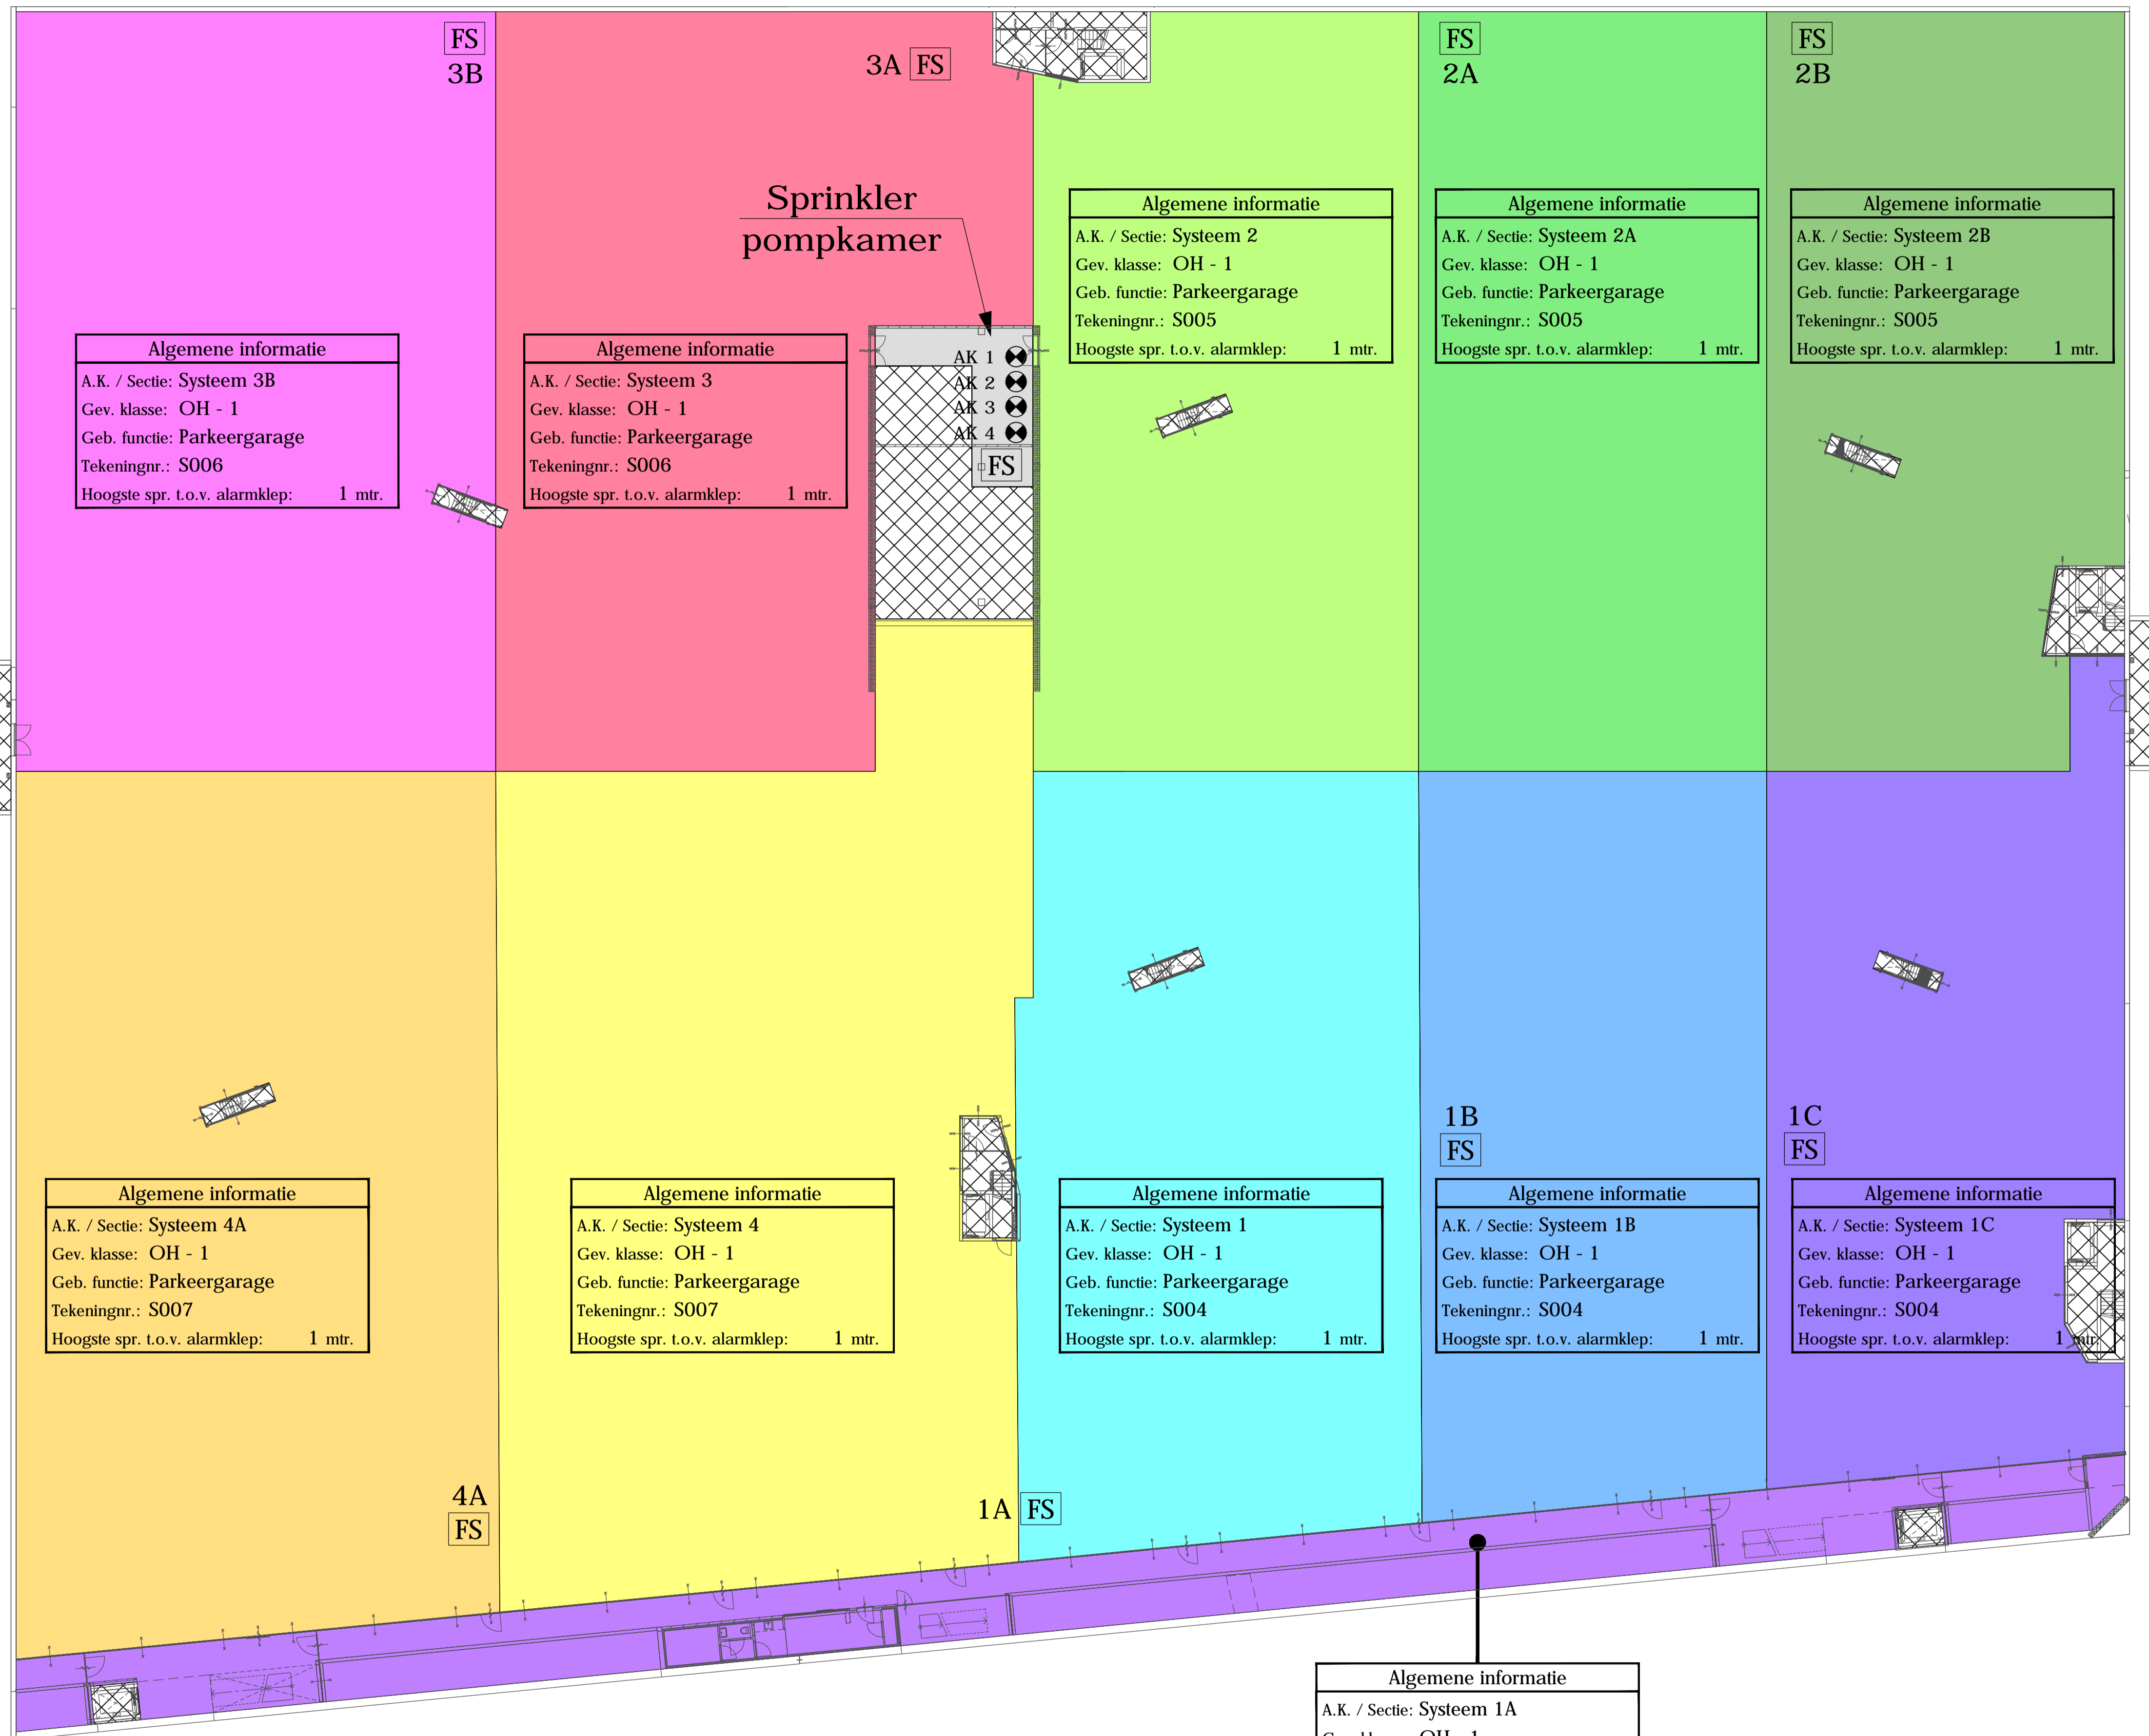 FS
3B
3A FS
FS
2A
FS
2B
Sprinkler
pompkamer
Algemene informatie
A.K. / Sectie: Systeem 2
Gev. klasse: OH - 1
Geb. functie: Parkeergarage
Tekeningnr.: S005
Hoogste spr. t.o.v. alarmklep: 1 mtr.
Algemene informatie
A.K. / Sectie: Systeem 2A
Gev. klasse: OH - 1
Geb. functie: Parkeergarage
Tekeningnr.: S005
Hoogste spr. t.o.v. alarmklep: 1 mtr.
Algemene informatie
A.K. / Sectie: Systeem 2B
Gev. klasse: OH - 1
Geb. functie: Parkeergarage
Tekeningnr.: S005
Hoogste spr. t.o.v. alarmklep: 1 mtr.
Algemene informatie
A.K. / Sectie: Systeem 3B
Gev. klasse: OH - 1
Geb. functie: Parkeergarage
Tekeningnr.: S006
Hoogste spr. t.o.v. alarmklep: 1 mtr.
Algemene informatie
A.K. / Sectie: Systeem 3
Gev. klasse: OH - 1
Geb. functie: Parkeergarage
Tekeningnr.: S006
Hoogste spr. t.o.v. alarmklep: 1 mtr.
AK 1
AK 2
AK 3
AK 4
FS
1B
FS
1C
FS
Algemene informatie
A.K. / Sectie: Systeem 4A
Gev. klasse: OH - 1
Geb. functie: Parkeergarage
Tekeningnr.: S007
Hoogste spr. t.o.v. alarmklep: 1 mtr.
Algemene informatie
A.K. / Sectie: Systeem 4
Gev. klasse: OH - 1
Geb. functie: Parkeergarage
Tekeningnr.: S007
Hoogste spr. t.o.v. alarmklep: 1 mtr.
Algemene informatie
A.K. / Sectie: Systeem 1
Gev. klasse: OH - 1
Geb. functie: Parkeergarage
Tekeningnr.: S004
Hoogste spr. t.o.v. alarmklep: 1 mtr.
Algemene informatie
A.K. / Sectie: Systeem 1B
Gev. klasse: OH - 1
Geb. functie: Parkeergarage
Tekeningnr.: S004
Hoogste spr. t.o.v. alarmklep: 1 mtr.
Algemene informatie
A.K. / Sectie: Systeem 1C
Gev. klasse: OH - 1
Geb. functie: Parkeergarage
Tekeningnr.: S004
Hoogste spr. t.o.v. alarmklep: 1 mtr.
4A
FS
1A FS
Algemene informatie
A.K. / Sectie: Systeem 1A